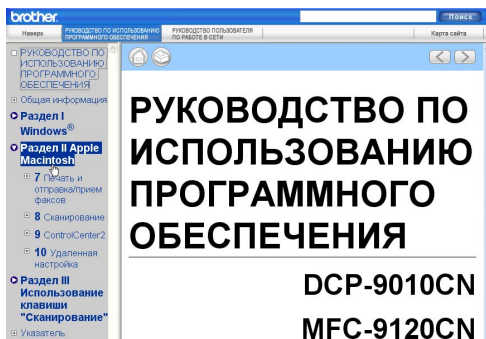 brother.
Поиск
Наверх
РУКОВОДСТВО ПО ИСПОЛЬЗОВАНИЮ
ПРОГРАММНОГО ОБЕСПЕЧЕНИЯ
РУКОВОДСТВО ПОЛЬЗОВАТЕЛЯ
ПО РАБОТЕ В СЕТИ
Карта сайта
РУКОВОДСТВО ПО
ИСПОЛЬЗОВАНИЮ
ПРОГРАММНОГО
ОБЕСПЕЧЕНИЯ
Общая информация
Раздел I
Windows®
Раздел II Apple
Macintosh
7 Печать и
отправка/прием
факсов
8 Сканирование
9 ControlCenter2
10 Удаленная
настройка
Раздел III
Использование
клавиши
"Сканирование"
Указатель
РУКОВОДСТВО ПО
ИСПОЛЬЗОВАНИЮ
ПРОГРАММНОГО
ОБЕСПЕЧЕНИЯ
DCP-9010CN
MFC-9120CN